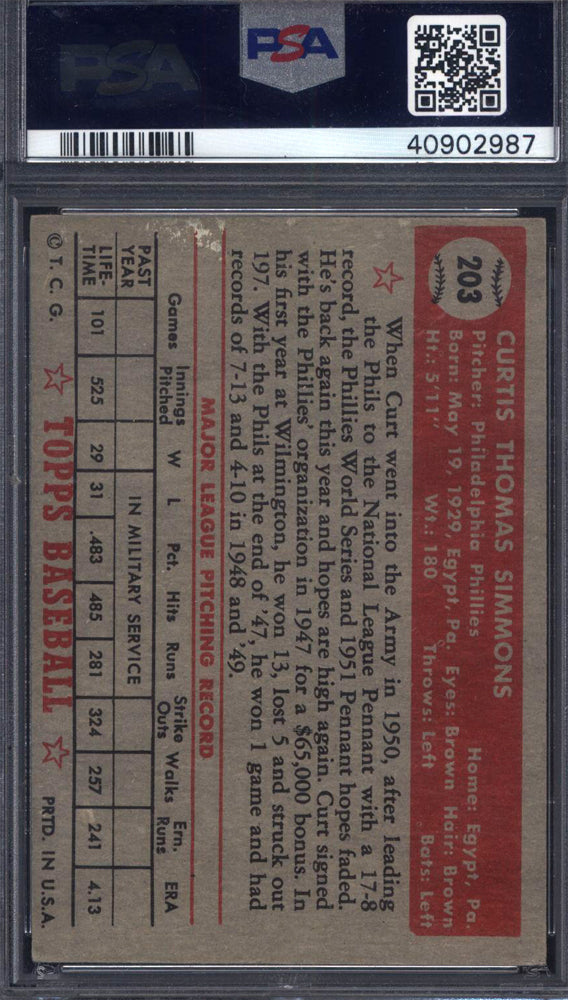 PSA
PSA
40902987
203
CURTIS THOMAS SIMMONS
Pitcher: Philadelphia Phillies Home: Egypt, Pa.
Born: May 19, 1929, Egypt, Pa. Eyes: Brown Hair: Brown
Ht.: 5'11" Wt.: 180 Throws: Left Bats: Left
When Curt went into the Army in 1950, after leading
the Phils to the National League Pennant with a 17-8
record, the Phillies World Series and 1951 Pennant hopes faded.
He's back again this year and hopes are high again. Curt signed
with the Phillies' organization in 1947 for a $65,000 bonus. In
his first year at Wilmington, he won 13, lost 5 and struck out
197. With the Phils at the end of '47, he won 1 game and had
records of 7-13 and 4-10 in 1948 and '49.
MAJOR LEAGUE PITCHING RECORD
Games Innings Pitched W L Pct. Hits Runs Strike Outs Walks Ern. Runs ERA
PAST YEAR IN MILITARY SERVICE
LIFE-TIME 101 525 29 31 .483 485 281 324 257 241 4.13
© T. C. G. TOPPS BASEBALL PRTD. IN U.S.A.